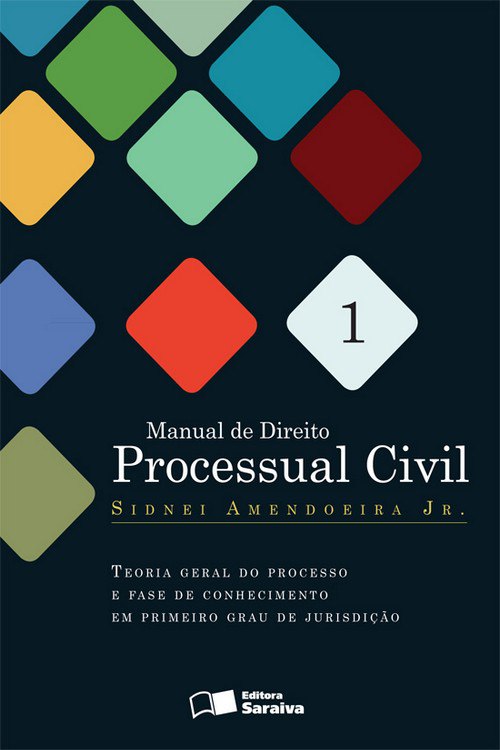 1
Manual de Direito
Processual Civil
SIDNEI AMENDOEIRA JR.
TEORIA GERAL DO PROCESSO
E FASE DE CONHECIMENTO
EM PRIMEIRO GRAU DE JURISDIÇÃO
Editora
Saraiva